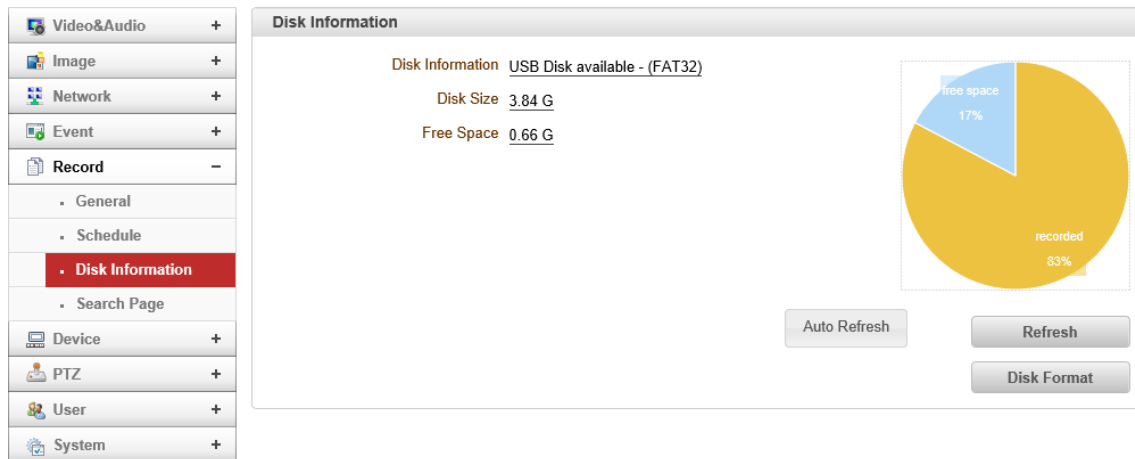 Video&Audio +
Image +
Network +
Event +
Record −
General
Schedule
Disk Information
Search Page
Device +
PTZ +
User +
System +
Disk Information
Disk Information USB Disk available - (FAT32)
Disk Size 3.84 G
Free Space 0.66 G
free space
17%
recorded
83%
Auto Refresh
Refresh
Disk Format